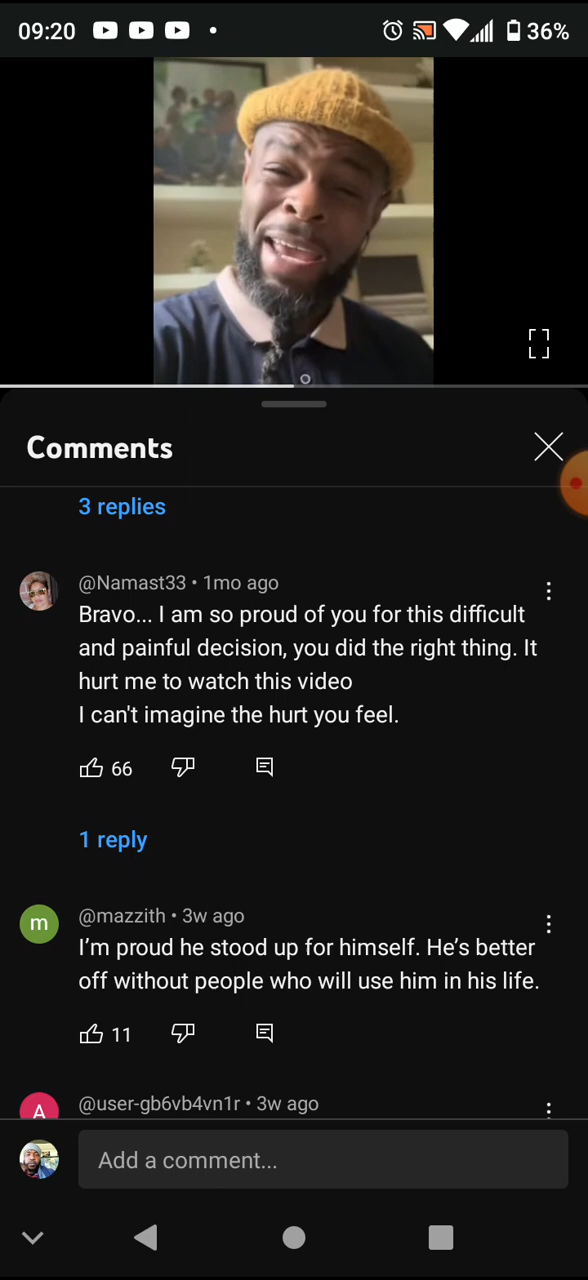 09:20
36%
Comments
3 replies
@Namast33 • 1mo ago
Bravo... I am so proud of you for this difficult
and painful decision, you did the right thing. It
hurt me to watch this video
I can't imagine the hurt you feel.
66
1 reply
m
@mazzith • 3w ago
I’m proud he stood up for himself. He’s better
off without people who will use him in his life.
11
A
@user-gb6vb4vn1r • 3w ago
Add a comment...